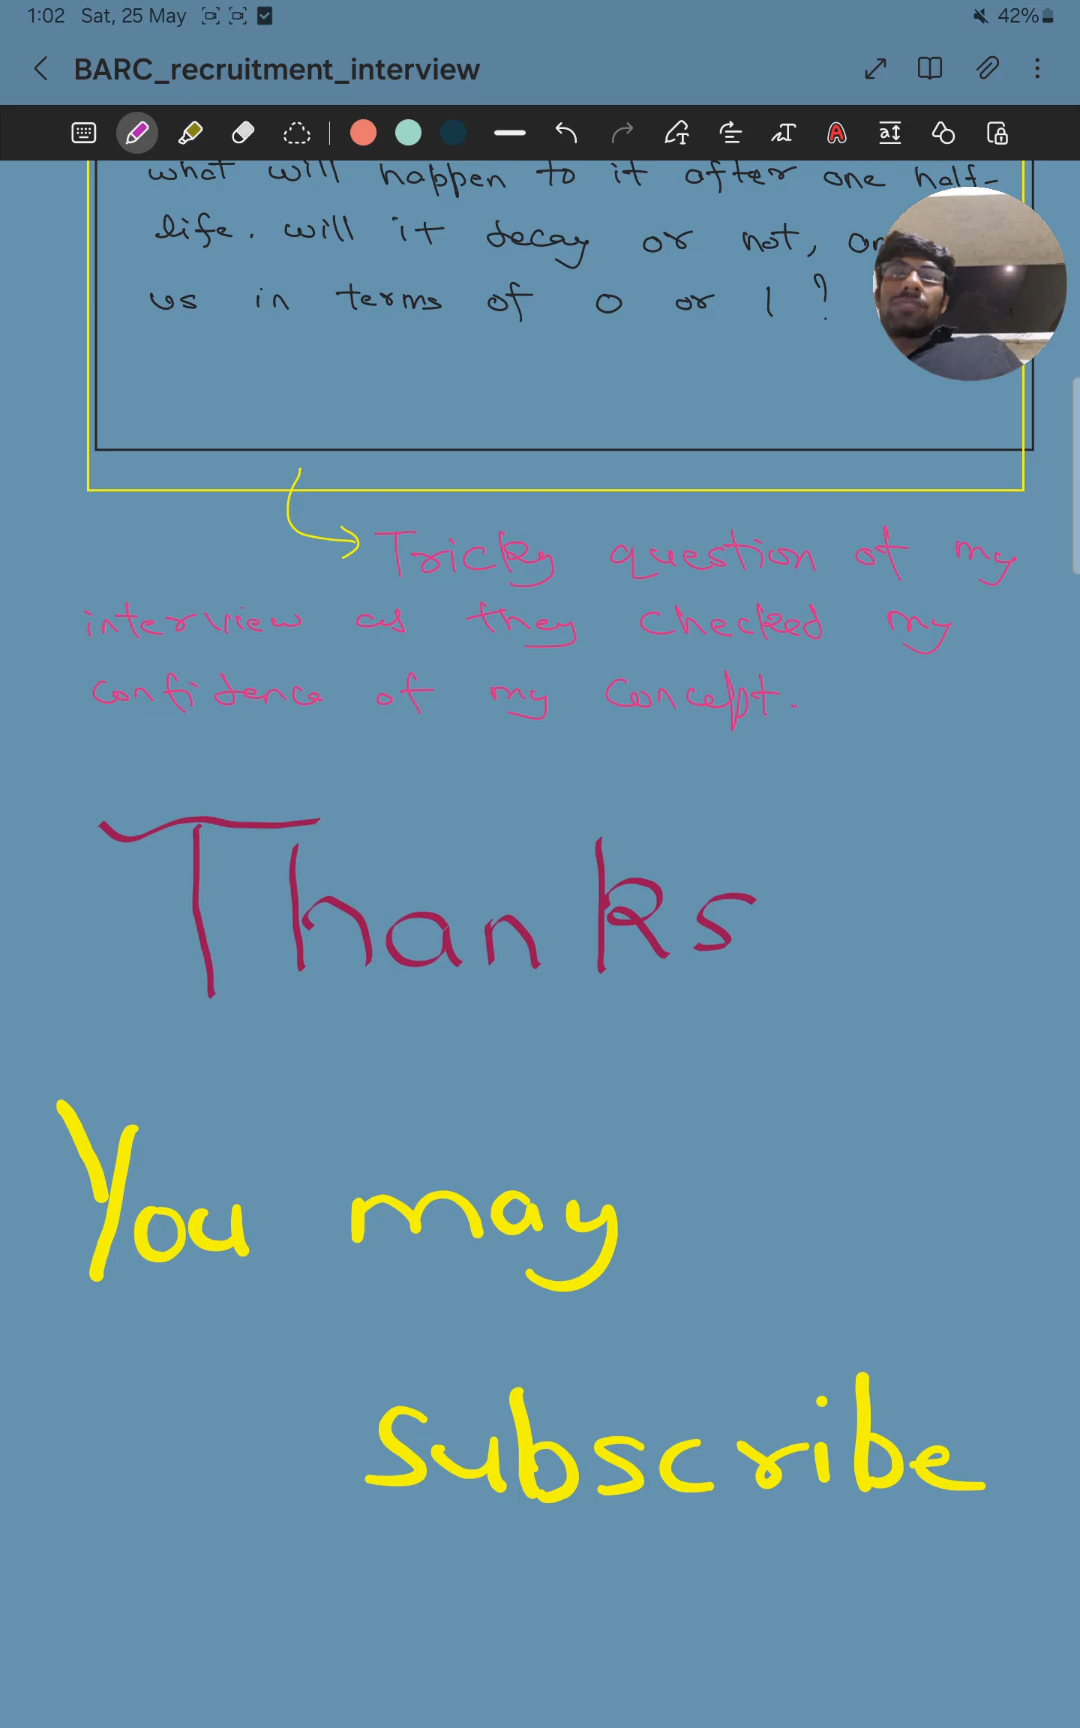 1:02 Sat, 25 May 42%
BARC_recruitment_interview
what will happen to it after one half-
life. will it decay or not,
us in terms of 0 or 1 ?
Tricky question of my
interview as they checked my
confidence of my concept.
Thanks
You may
subscribe